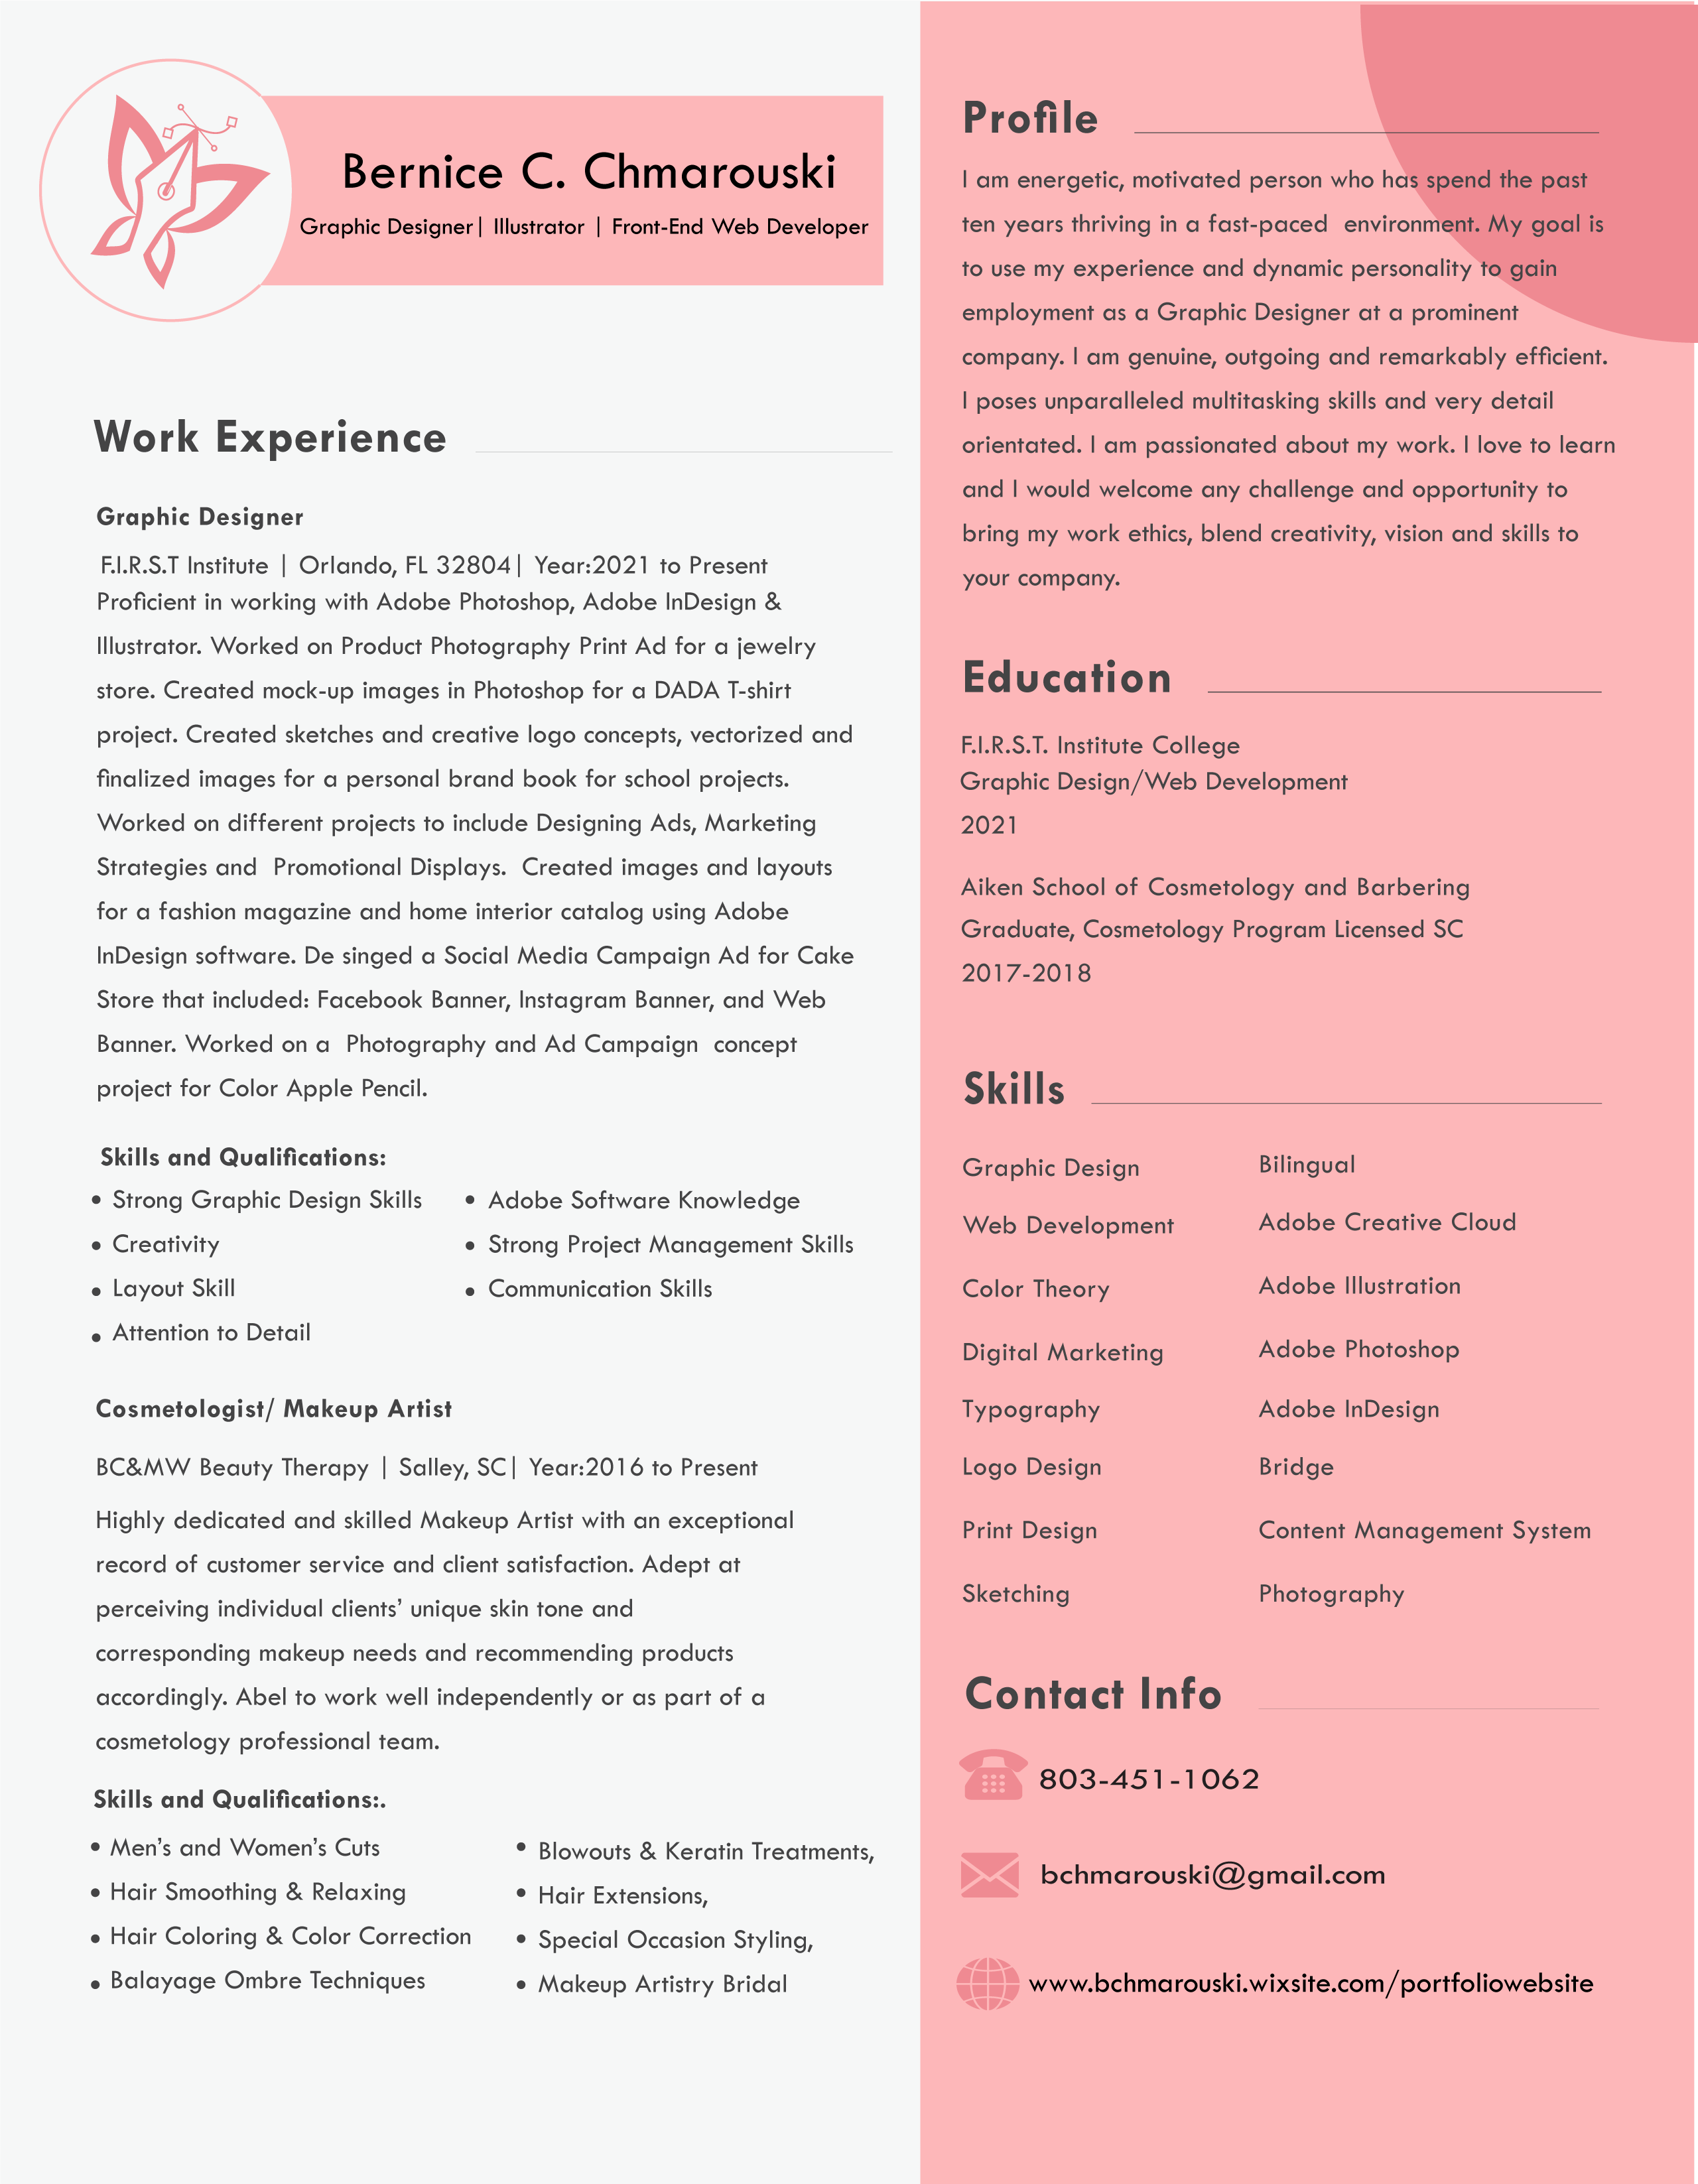 Bernice C. Chmarouski
Graphic Designer| Illustrator | Front-End Web Developer
Work Experience
Graphic Designer
F.I.R.S.T Institute | Orlando, FL 32804| Year:2021 to Present
Proficient in working with Adobe Photoshop, Adobe InDesign &
Illustrator. Worked on Product Photography Print Ad for a jewelry
store. Created mock-up images in Photoshop for a DADA T-shirt
project. Created sketches and creative logo concepts, vectorized and
finalized images for a personal brand book for school projects.
Worked on different projects to include Designing Ads, Marketing
Strategies and  Promotional Displays.  Created images and layouts
for a fashion magazine and home interior catalog using Adobe
InDesign software. De singed a Social Media Campaign Ad for Cake
Store that included: Facebook Banner, Instagram Banner, and Web
Banner. Worked on a  Photography and Ad Campaign  concept
project for Color Apple Pencil.
Skills and Qualifications:
• Strong Graphic Design Skills
• Creativity
• Layout Skill
• Attention to Detail
• Adobe Software Knowledge
• Strong Project Management Skills
• Communication Skills
Cosmetologist/ Makeup Artist
BC&MW Beauty Therapy | Salley, SC| Year:2016 to Present
Highly dedicated and skilled Makeup Artist with an exceptional
record of customer service and client satisfaction. Adept at
perceiving individual clients’ unique skin tone and
corresponding makeup needs and recommending products
accordingly. Abel to work well independently or as part of a
cosmetology professional team.
Skills and Qualifications:.
• Men’s and Women’s Cuts
• Hair Smoothing & Relaxing
• Hair Coloring & Color Correction
• Balayage Ombre Techniques
• Blowouts & Keratin Treatments,
• Hair Extensions,
• Special Occasion Styling,
• Makeup Artistry Bridal
Profile
I am energetic, motivated person who has spend the past
ten years thriving in a fast-paced  environment. My goal is
to use my experience and dynamic personality to gain
employment as a Graphic Designer at a prominent
company. I am genuine, outgoing and remarkably efficient.
I poses unparalleled multitasking skills and very detail
orientated. I am passionated about my work. I love to learn
and I would welcome any challenge and opportunity to
bring my work ethics, blend creativity, vision and skills to
your company.
Education
F.I.R.S.T. Institute College
Graphic Design/Web Development
2021
Aiken School of Cosmetology and Barbering
Graduate, Cosmetology Program Licensed SC
2017-2018
Skills
Graphic Design
Web Development
Color Theory
Digital Marketing
Typography
Logo Design
Print Design
Sketching
Bilingual
Adobe Creative Cloud
Adobe Illustration
Adobe Photoshop
Adobe InDesign
Bridge
Content Management System
Photography
Contact Info
803-451-1062
bchmarouski@gmail.com
www.bchmarouski.wixsite.com/portfoliowebsite